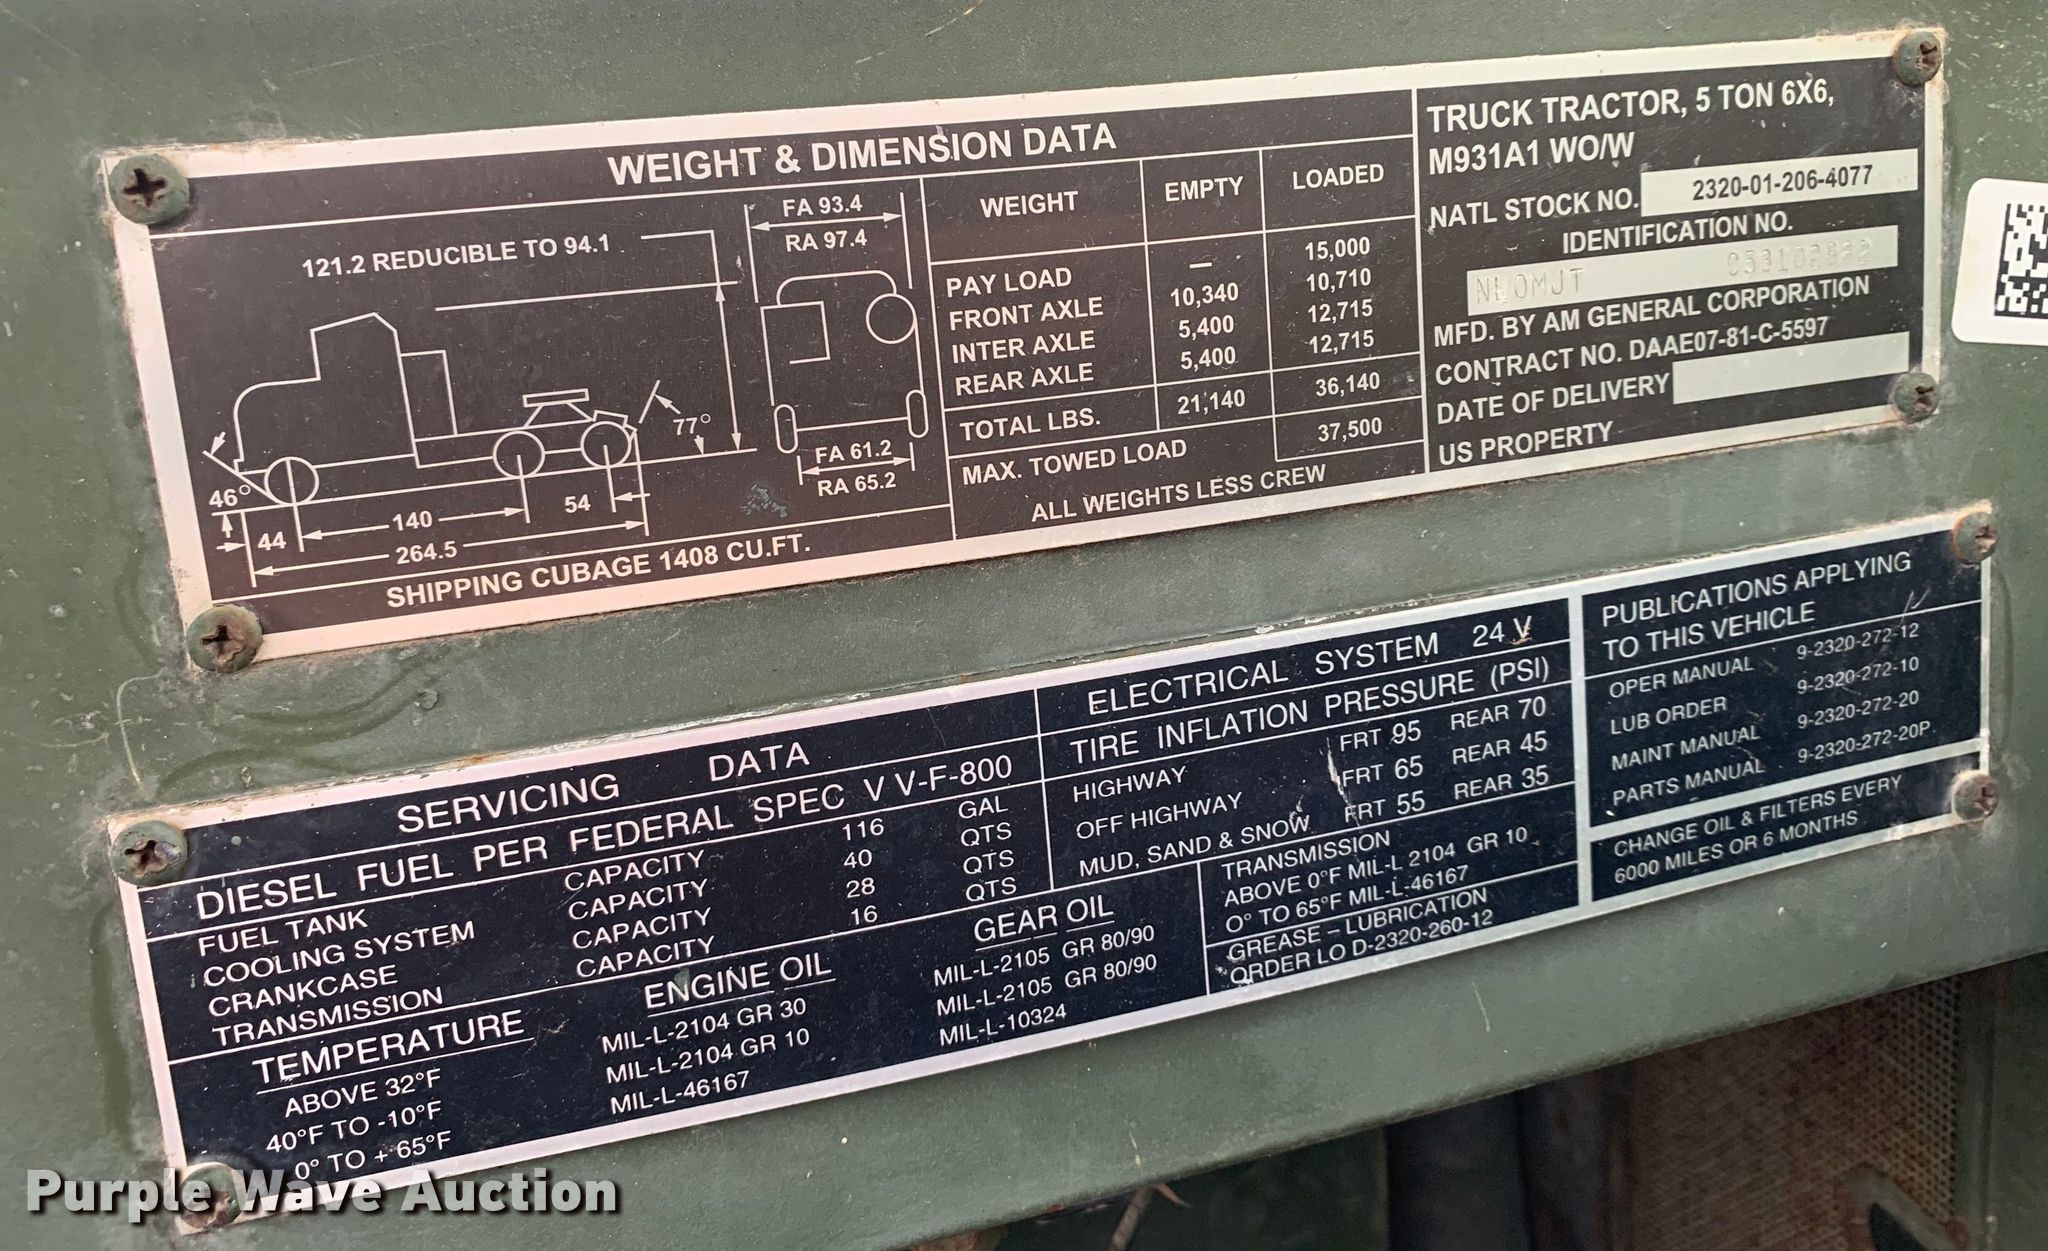 WEIGHT & DIMENSION DATA
121.2 REDUCIBLE TO 94.1
FA 93.4
RA 97.4
77°
46°
FA 61.2
RA 65.2
44
140
54
264.5
SHIPPING CUBAGE 1408 CU.FT.
WEIGHT EMPTY LOADED
PAY LOAD — 15,000
FRONT AXLE 10,340 10,710
INTER AXLE 5,400 12,715
REAR AXLE 5,400 12,715
TOTAL LBS. 21,140 36,140
MAX. TOWED LOAD 37,500
ALL WEIGHTS LESS CREW
TRUCK TRACTOR, 5 TON 6X6,
M931A1 WO/W
NATL STOCK NO. 2320-01-206-4077
IDENTIFICATION NO.
MFD. BY AM GENERAL CORPORATION
CONTRACT NO. DAAE07-81-C-5597
DATE OF DELIVERY
US PROPERTY
SERVICING DATA
DIESEL FUEL PER FEDERAL SPEC V V-F-800
FUEL TANK CAPACITY 116 GAL
COOLING SYSTEM CAPACITY 40 QTS
CRANKCASE CAPACITY 28 QTS
TRANSMISSION CAPACITY 16 QTS
TEMPERATURE ENGINE OIL GEAR OIL
ABOVE 32°F MIL-L-2104 GR 30 MIL-L-2105 GR 80/90
40°F TO -10°F MIL-L-2104 GR 10 MIL-L-2105 GR 80/90
0° TO +65°F MIL-L-46167 MIL-L-10324
ELECTRICAL SYSTEM 24 V
TIRE INFLATION PRESSURE (PSI)
HIGHWAY FRT 95 REAR 70
OFF HIGHWAY FRT 65 REAR 45
MUD, SAND & SNOW FRT 55 REAR 35
TRANSMISSION
ABOVE 0°F MIL-L 2104 GR 10
0° TO 65°F MIL-L-46167
GREASE – LUBRICATION
ORDER LO D-2320-260-12
PUBLICATIONS APPLYING
TO THIS VEHICLE
OPER MANUAL 9-2320-272-12
LUB ORDER 9-2320-272-10
MAINT MANUAL 9-2320-272-20
PARTS MANUAL 9-2320-272-20P
CHANGE OIL & FILTERS EVERY
6000 MILES OR 6 MONTHS
Purple Wave Auction